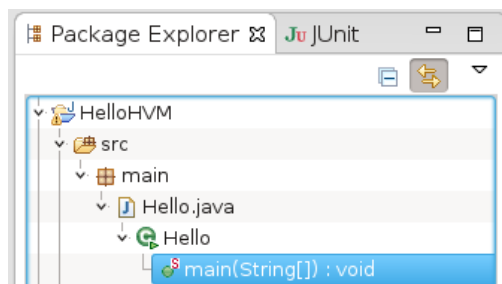 Package Explorer JUnit
HelloHVM
src
main
Hello.java
Hello
main(String[]) : void